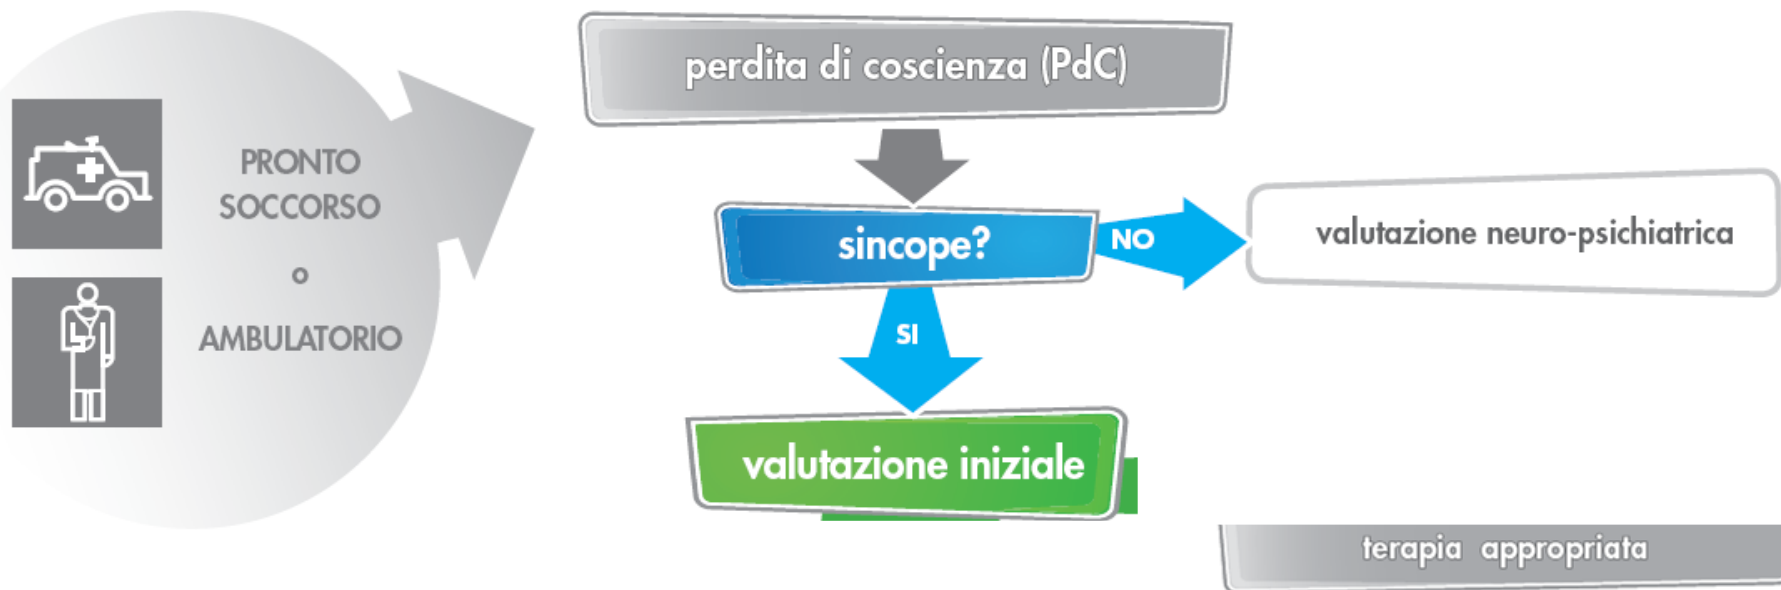 PRONTO
SOCCORSO
o
AMBULATORIO
perdita di coscienza (PdC)
sincope?
NO
valutazione neuro-psichiatrica
SI
valutazione iniziale
terapia appropriata